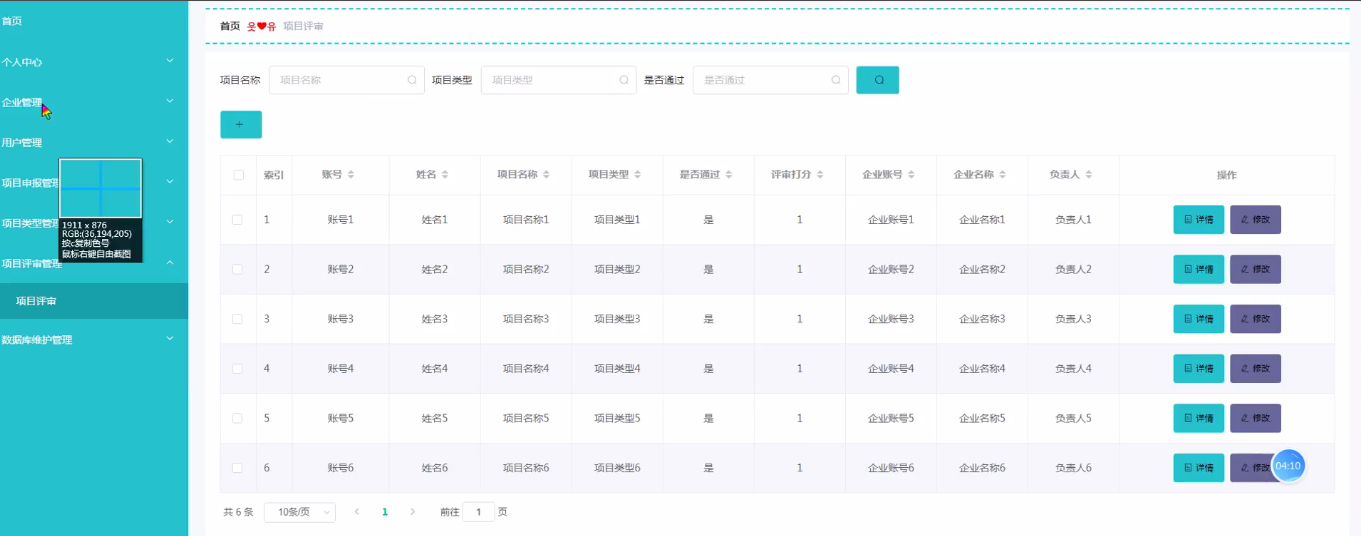 首页
个人中心
企业管理
用户管理
项目申报管理
项目类型管理
项目评审管理
项目评审
数据库维护管理
1911 x 876
RGB:(36,194,205)
按c复制色号
鼠标右键自由截图
首页 웃❤유 项目评审
项目名称 项目名称 项目类型 项目类型 是否通过 是否通过
+
索引 账号 姓名 项目名称 项目类型 是否通过 评审打分 企业账号 企业名称 负责人 操作
1 账号1 姓名1 项目名称1 项目类型1 是 1 企业账号1 企业名称1 负责人1 详情 修改
2 账号2 姓名2 项目名称2 项目类型2 是 1 企业账号2 企业名称2 负责人2 详情 修改
3 账号3 姓名3 项目名称3 项目类型3 是 1 企业账号3 企业名称3 负责人3 详情 修改
4 账号4 姓名4 项目名称4 项目类型4 是 1 企业账号4 企业名称4 负责人4 详情 修改
5 账号5 姓名5 项目名称5 项目类型5 是 1 企业账号5 企业名称5 负责人5 详情 修改
6 账号6 姓名6 项目名称6 项目类型6 是 1 企业账号6 企业名称6 负责人6 详情 修改 04:10
共 6 条 10条/页 1 前往 1 页